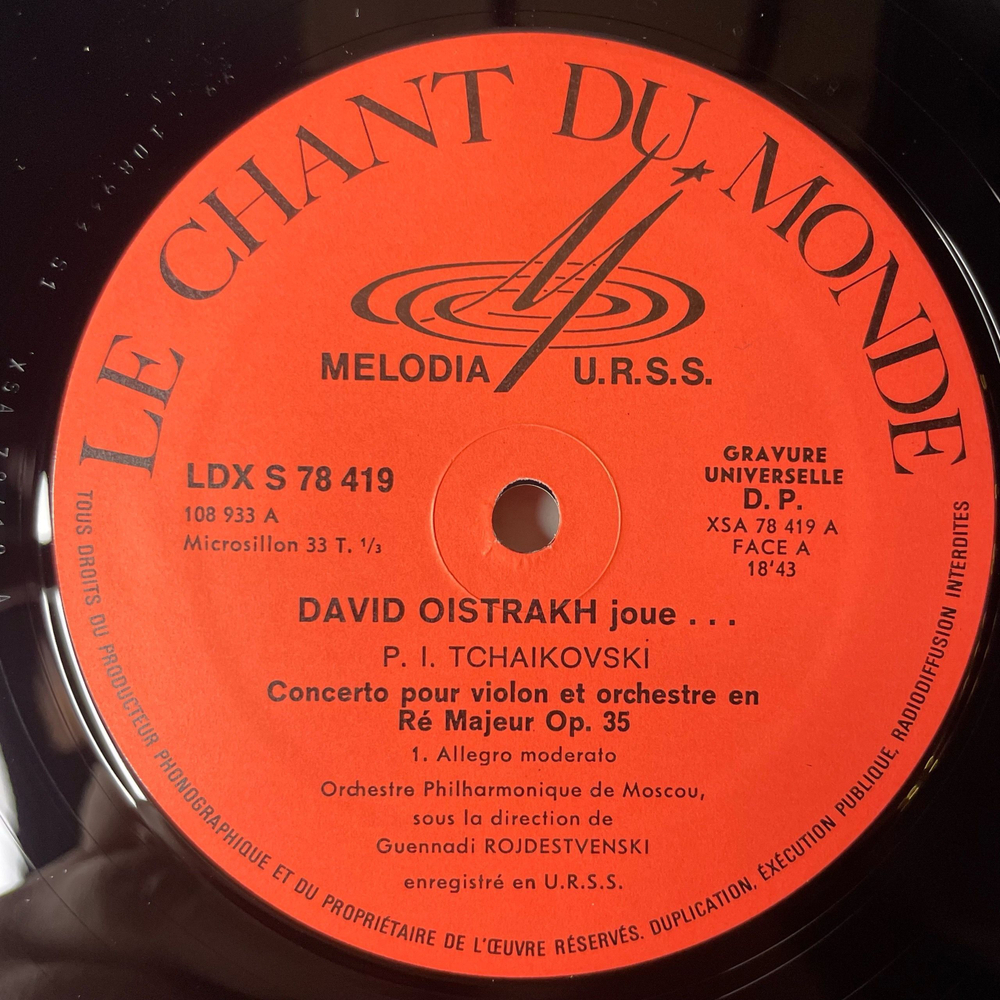 LE CHANT DU MONDE
MELODIA U.R.S.S.
LDX S 78 419
108 933 A
Microsillon 33 T. 1/3
GRAVURE
UNIVERSELLE
D. P.
XSA 78 419 A
FACE A
18'43
DAVID OISTRAKH joue . . .
P. I. TCHAIKOVSKI
Concerto pour violon et orchestre en
Ré Majeur Op. 35
1. Allegro moderato
Orchestre Philharmonique de Moscou,
sous la direction de
Guennadi ROJDESTVENSKI
enregistré en U.R.S.S.
TOUS DROITS DU PRODUCTEUR PHONOGRAPHIQUE ET DU PROPRIÉTAIRE DE L'ŒUVRE RÉSERVÉS. DUPLICATION, ÉXÉCUTION PUBLIQUE, RADIODIFFUSION INTERDITES